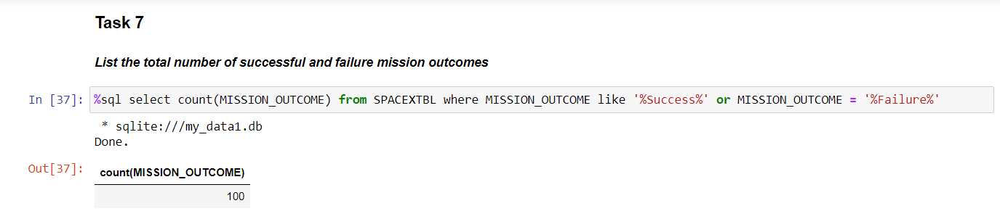 Task 7
List the total number of successful and failure mission outcomes
In [37]: %sql select count(MISSION_OUTCOME) from SPACEXTBL where MISSION_OUTCOME like '%Success%' or MISSION_OUTCOME = '%Failure%'
* sqlite:///my_data1.db
Done.
Out[37]: count(MISSION_OUTCOME)
100